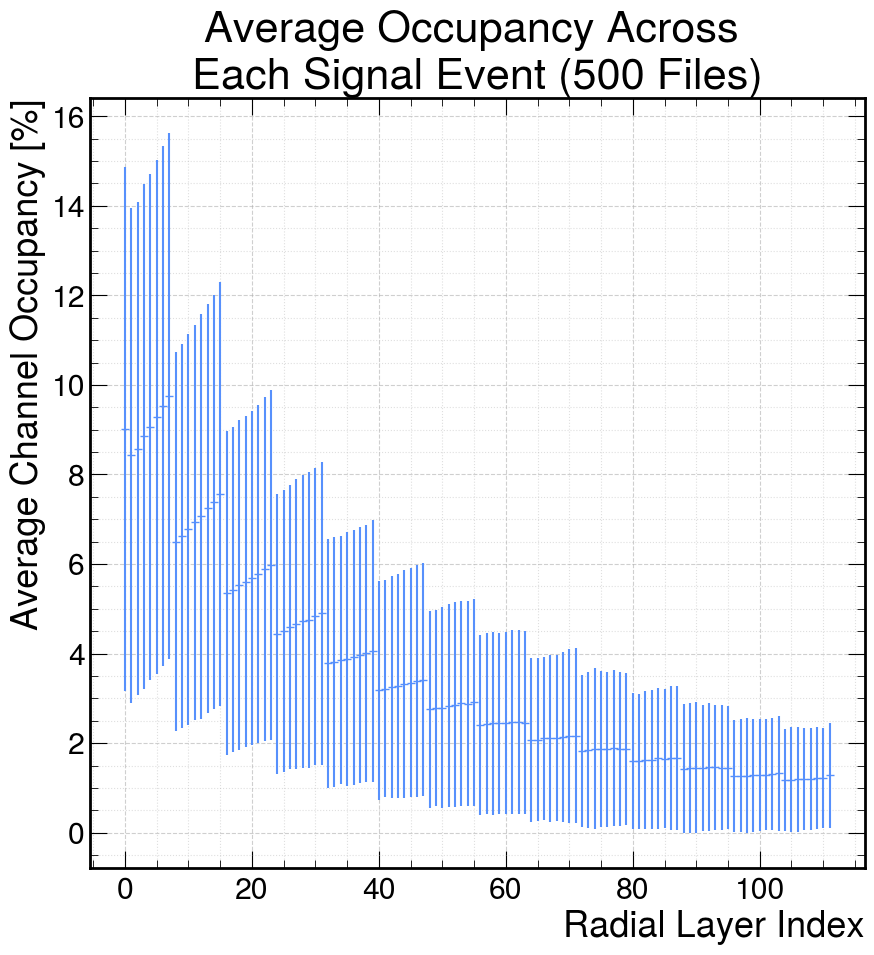 Average Occupancy Across
Each Signal Event (500 Files)
Average Channel Occupancy [%]
16
14
12
10
8
6
4
2
0
0 20 40 60 80 100
Radial Layer Index